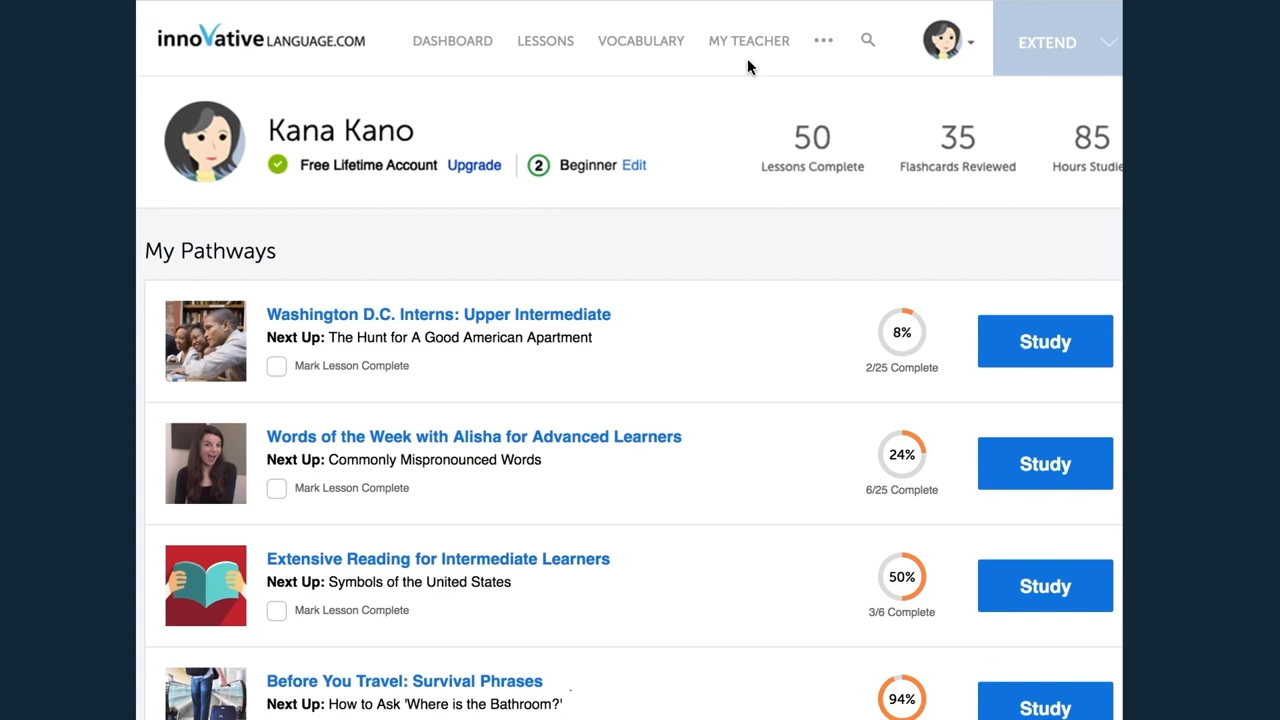 innoVative LANGUAGE.COM
DASHBOARD LESSONS VOCABULARY MY TEACHER ••• EXTEND
Kana Kano
Free Lifetime Account Upgrade 2 Beginner Edit
50 35 85
Lessons Complete Flashcards Reviewed Hours Studie
My Pathways
Washington D.C. Interns: Upper Intermediate
Next Up: The Hunt for A Good American Apartment
Mark Lesson Complete
8%
2/25 Complete
Study
Words of the Week with Alisha for Advanced Learners
Next Up: Commonly Mispronounced Words
Mark Lesson Complete
24%
6/25 Complete
Study
Extensive Reading for Intermediate Learners
Next Up: Symbols of the United States
Mark Lesson Complete
50%
3/6 Complete
Study
Before You Travel: Survival Phrases
Next Up: How to Ask 'Where is the Bathroom?'
94%
Study